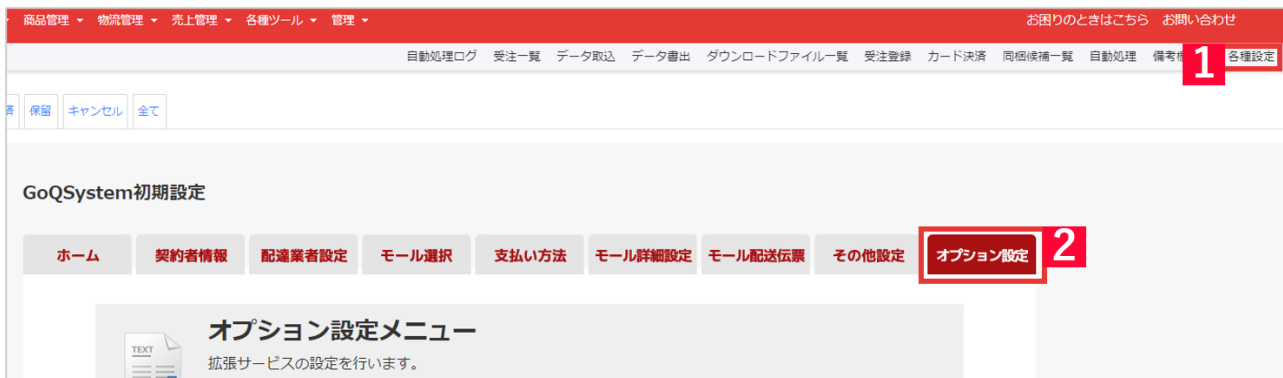 商品管理 物流管理 売上管理 各種ツール 管理 お困りのときはこちら お問い合わせ
自動処理ログ 受注一覧 データ取込 データ書出 ダウンロードファイル一覧 受注登録 カード決済 同梱候補一覧 自動処理 備考 1 各種設定
保留 キャンセル 全て
GoQSystem初期設定
ホーム 契約者情報 配達業者設定 モール選択 支払い方法 モール詳細設定 モール配送伝票 その他設定 オプション設定 2
オプション設定メニュー
TEXT
拡張サービスの設定を行います。